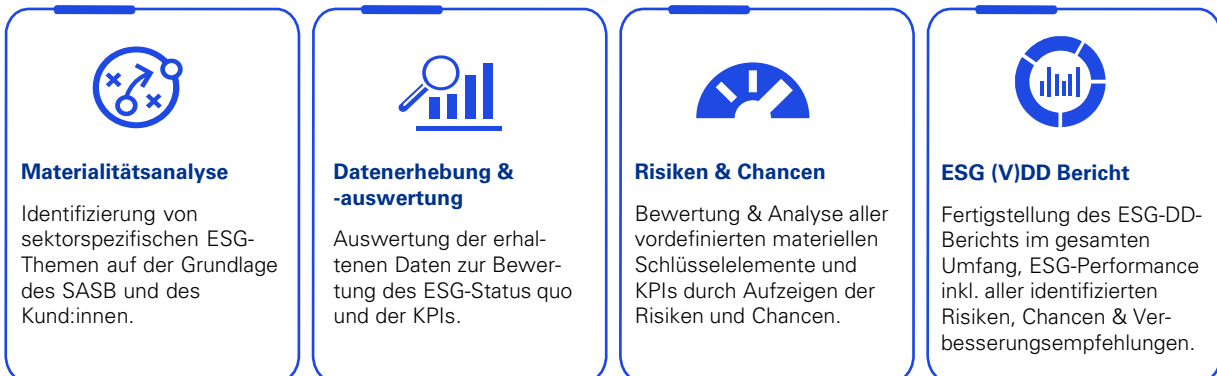 Materialitätsanalyse
Identifizierung von
sektorspezifischen ESG-
Themen auf der Grundlage
des SASB und des
Kund:innen.
Datenerhebung &
-auswertung
Auswertung der erhal-
tenen Daten zur Bewer-
tung des ESG-Status quo
und der KPIs.
Risiken & Chancen
Bewertung & Analyse aller
vordefinierten materiellen
Schlüsselelemente und
KPIs durch Aufzeigen der
Risiken und Chancen.
ESG (V)DD Bericht
Fertigstellung des ESG-DD-
Berichts im gesamten
Umfang, ESG-Performance
inkl. aller identifizierten
Risiken, Chancen & Ver-
besserungsempfehlungen.